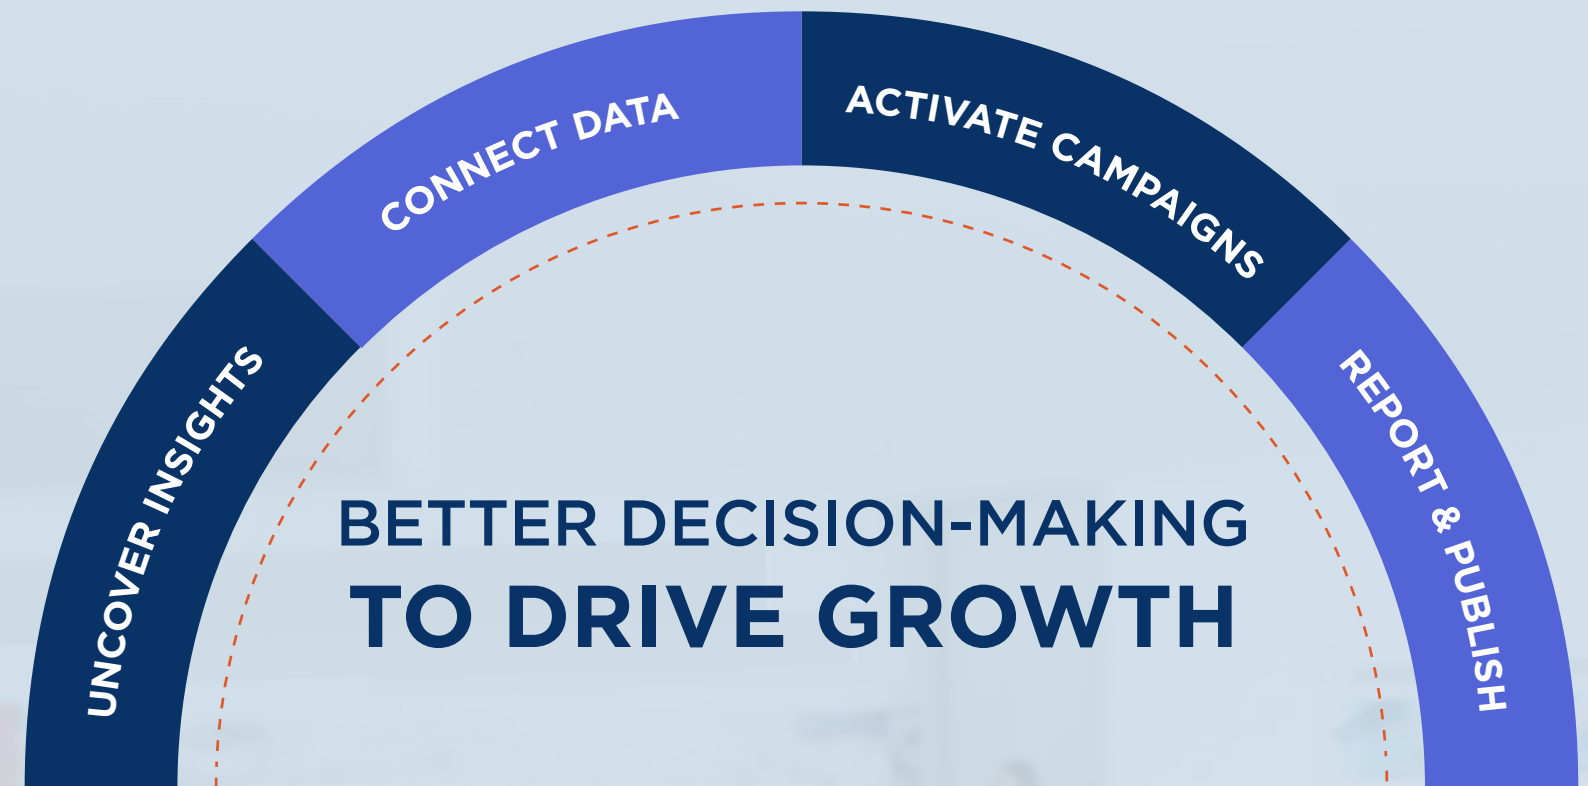 UNCOVER INSIGHTS
CONNECT DATA
ACTIVATE CAMPAIGNS
REPORT & PUBLISH
BETTER DECISION-MAKING
TO DRIVE GROWTH